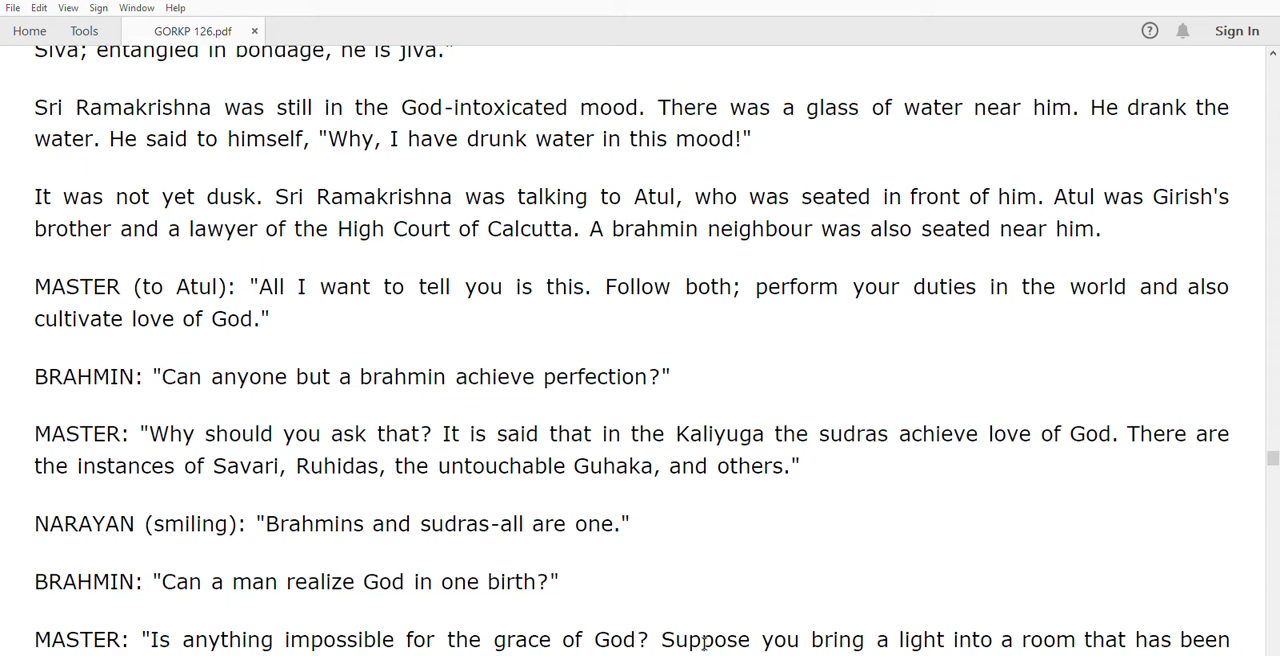 File Edit View Sign Window Help
Home Tools GORKP 126.pdf × ? Sign In
Siva; entangled in bondage, he is jiva."
Sri Ramakrishna was still in the God-intoxicated mood. There was a glass of water near him. He drank the
water. He said to himself, "Why, I have drunk water in this mood!"
It was not yet dusk. Sri Ramakrishna was talking to Atul, who was seated in front of him. Atul was Girish's
brother and a lawyer of the High Court of Calcutta. A brahmin neighbour was also seated near him.
MASTER (to Atul): "All I want to tell you is this. Follow both; perform your duties in the world and also
cultivate love of God."
BRAHMIN: "Can anyone but a brahmin achieve perfection?"
MASTER: "Why should you ask that? It is said that in the Kaliyuga the sudras achieve love of God. There are
the instances of Savari, Ruhidas, the untouchable Guhaka, and others."
NARAYAN (smiling): "Brahmins and sudras-all are one."
BRAHMIN: "Can a man realize God in one birth?"
MASTER: "Is anything impossible for the grace of God? Suppose you bring a light into a room that has been